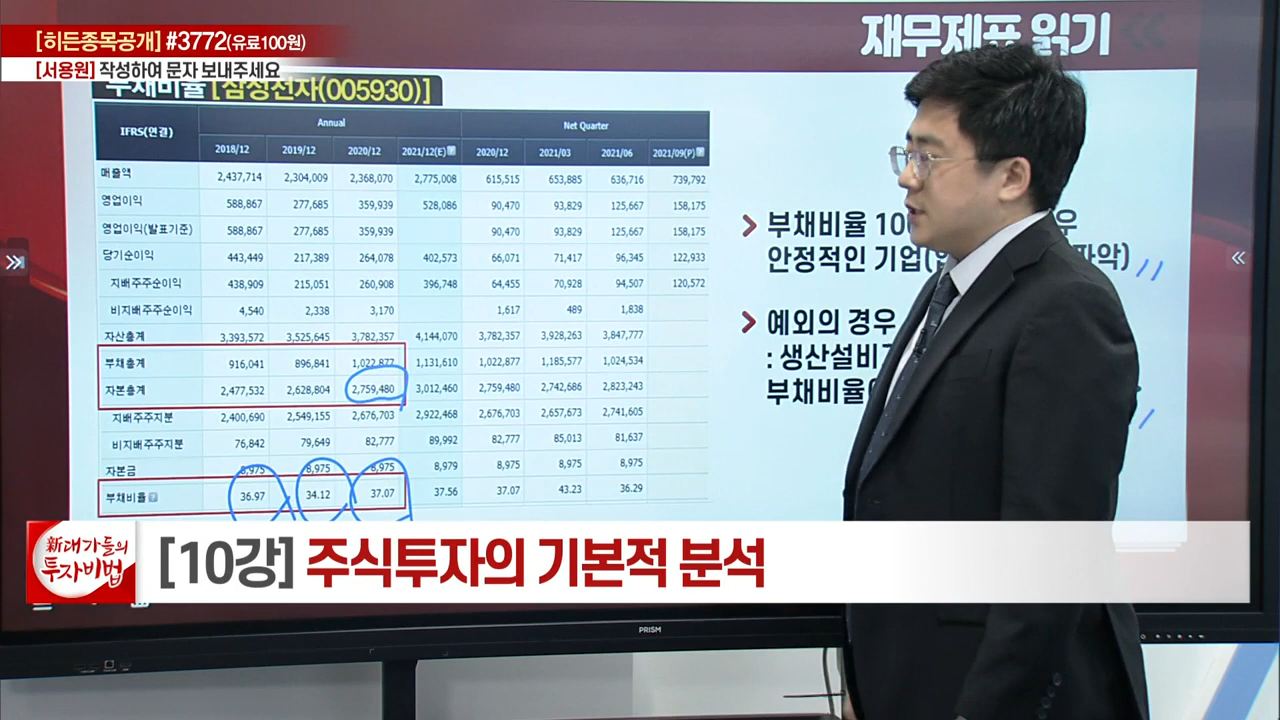 [히든종목공개] #3772(유료100원)
[서용원] 작성하여 문자 보내주세요
재무제표 읽기
부채비율 [삼성전자(005930)]
IFRS(연결) Annual Net Quarter
2018/12 2019/12 2020/12 2021/12(E) 2020/12 2021/03 2021/06 2021/09(P)
매출액 2,437,714 2,304,009 2,368,070 2,775,008 615,515 653,885 636,716 739,792
영업이익 588,867 277,685 359,939 528,086 90,470 93,829 125,667 158,175
영업이익(발표기준) 588,867 277,685 359,939 90,470 93,829 125,667 158,175
당기순이익 443,449 217,389 264,078 402,573 66,071 71,417 96,345 122,933
지배주주순이익 438,909 215,051 260,908 396,748 64,455 70,928 94,507 120,572
비지배주주순이익 4,540 2,338 3,170 1,617 489 1,838
자산총계 3,393,572 3,525,645 3,782,357 4,144,070 3,782,357 3,928,263 3,847,777
부채총계 916,041 896,841 1,022,877 1,131,610 1,022,877 1,185,577 1,024,534
자본총계 2,477,532 2,628,804 2,759,480 3,012,460 2,759,480 2,742,686 2,823,243
지배주주지분 2,400,690 2,549,155 2,676,703 2,922,468 2,676,703 2,657,673 2,741,605
비지배주주지분 76,842 79,649 82,777 89,992 82,777 85,013 81,637
자본금 8,975 8,975 8,975 8,979 8,975 8,975 8,975
부채비율 36.97 34.12 37.07 37.56 37.07 43.23 36.29
부채비율
안정적인 기업
예외의 경우
: 생산설비
부채비율
新대가들의
투자비법
[10강] 주식투자의 기본적 분석
PRISM